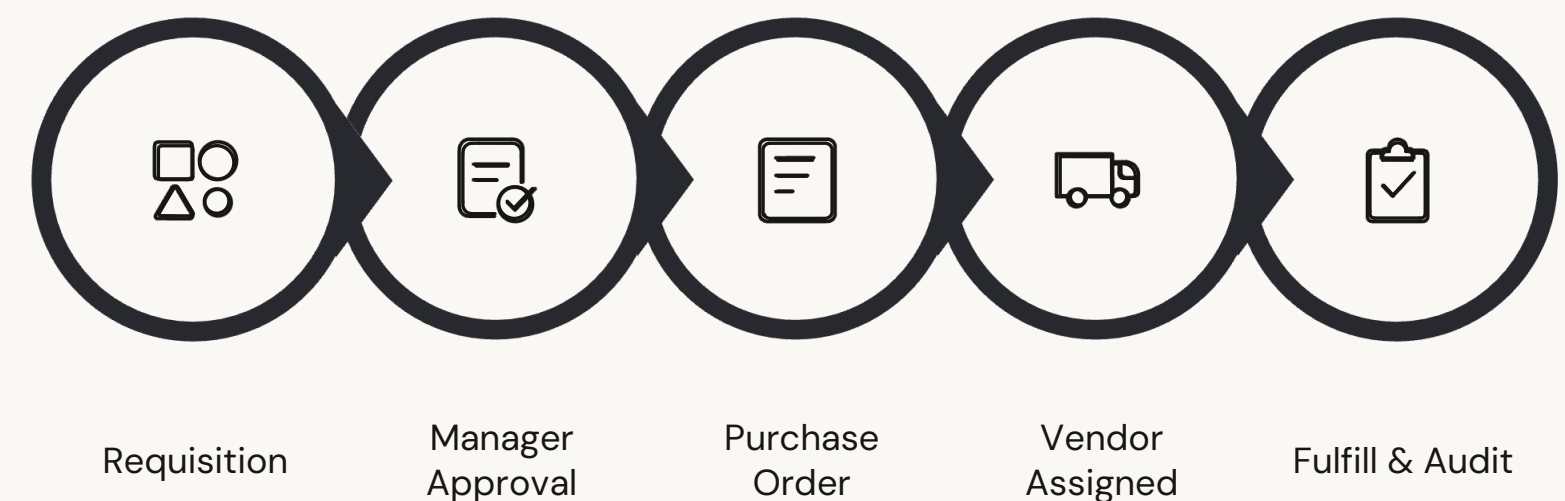 Requisition
Manager
Approval
Purchase
Order
Vendor
Assigned
Fulfill & Audit